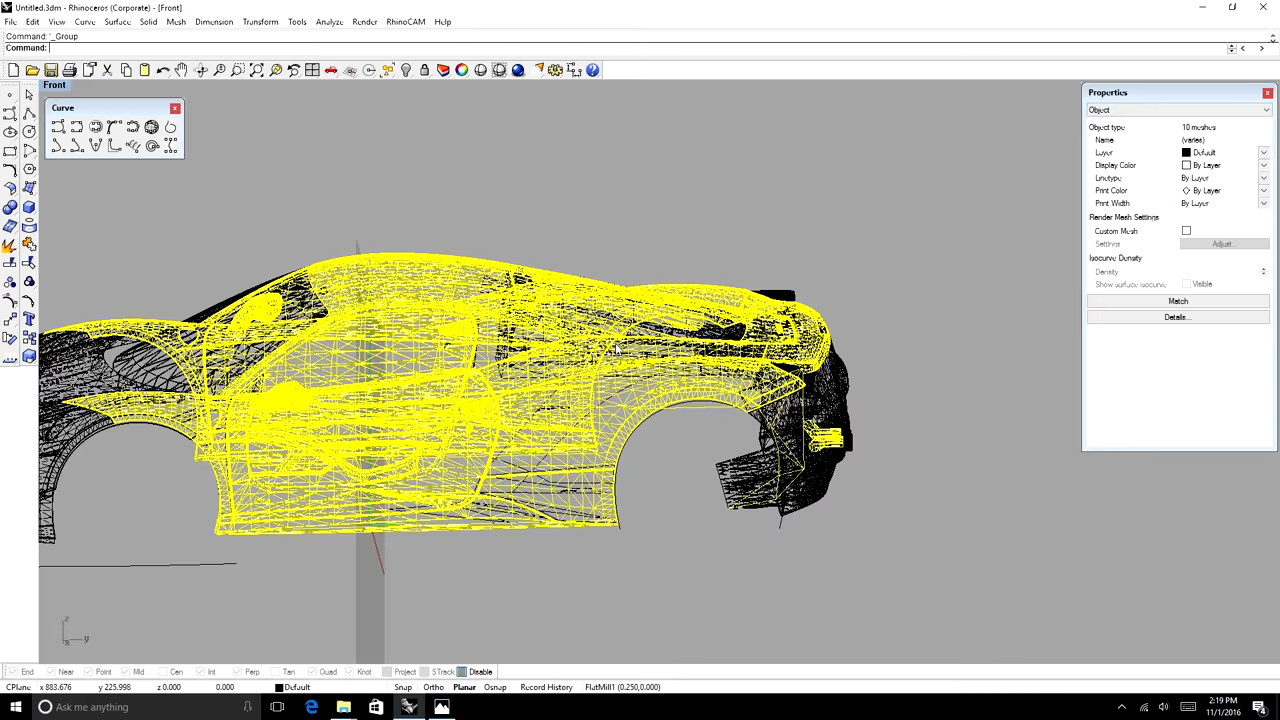 Untitled.3dm - Rhinoceros (Corporate) - [Front]
File Edit View Curve Surface Solid Mesh Dimension Transform Tools Analyze Render RhinoCAM Help
Command: '_Group
Command:
Front
Curve
Properties
Object
Object type 10 meshes
Name (varies)
Layer Default
Display Color By Layer
Linetype By Layer
Print Color By Layer
Print Width By Layer
Render Mesh Settings
Custom Mesh
Settings Adjust...
Isocurve Density
Density
Show surface isocurve Visible
Match
Details...
z
x y
End Near Point Mid Cen Int Perp Tan Quad Knot Project STrack Disable
CPlane x 883.676 y 225.998 z 0.000 0.000 Default Snap Ortho Planar Osnap Record History FlatMill1 (0.250,0.000)
Ask me anything
2:19 PM
11/1/2016